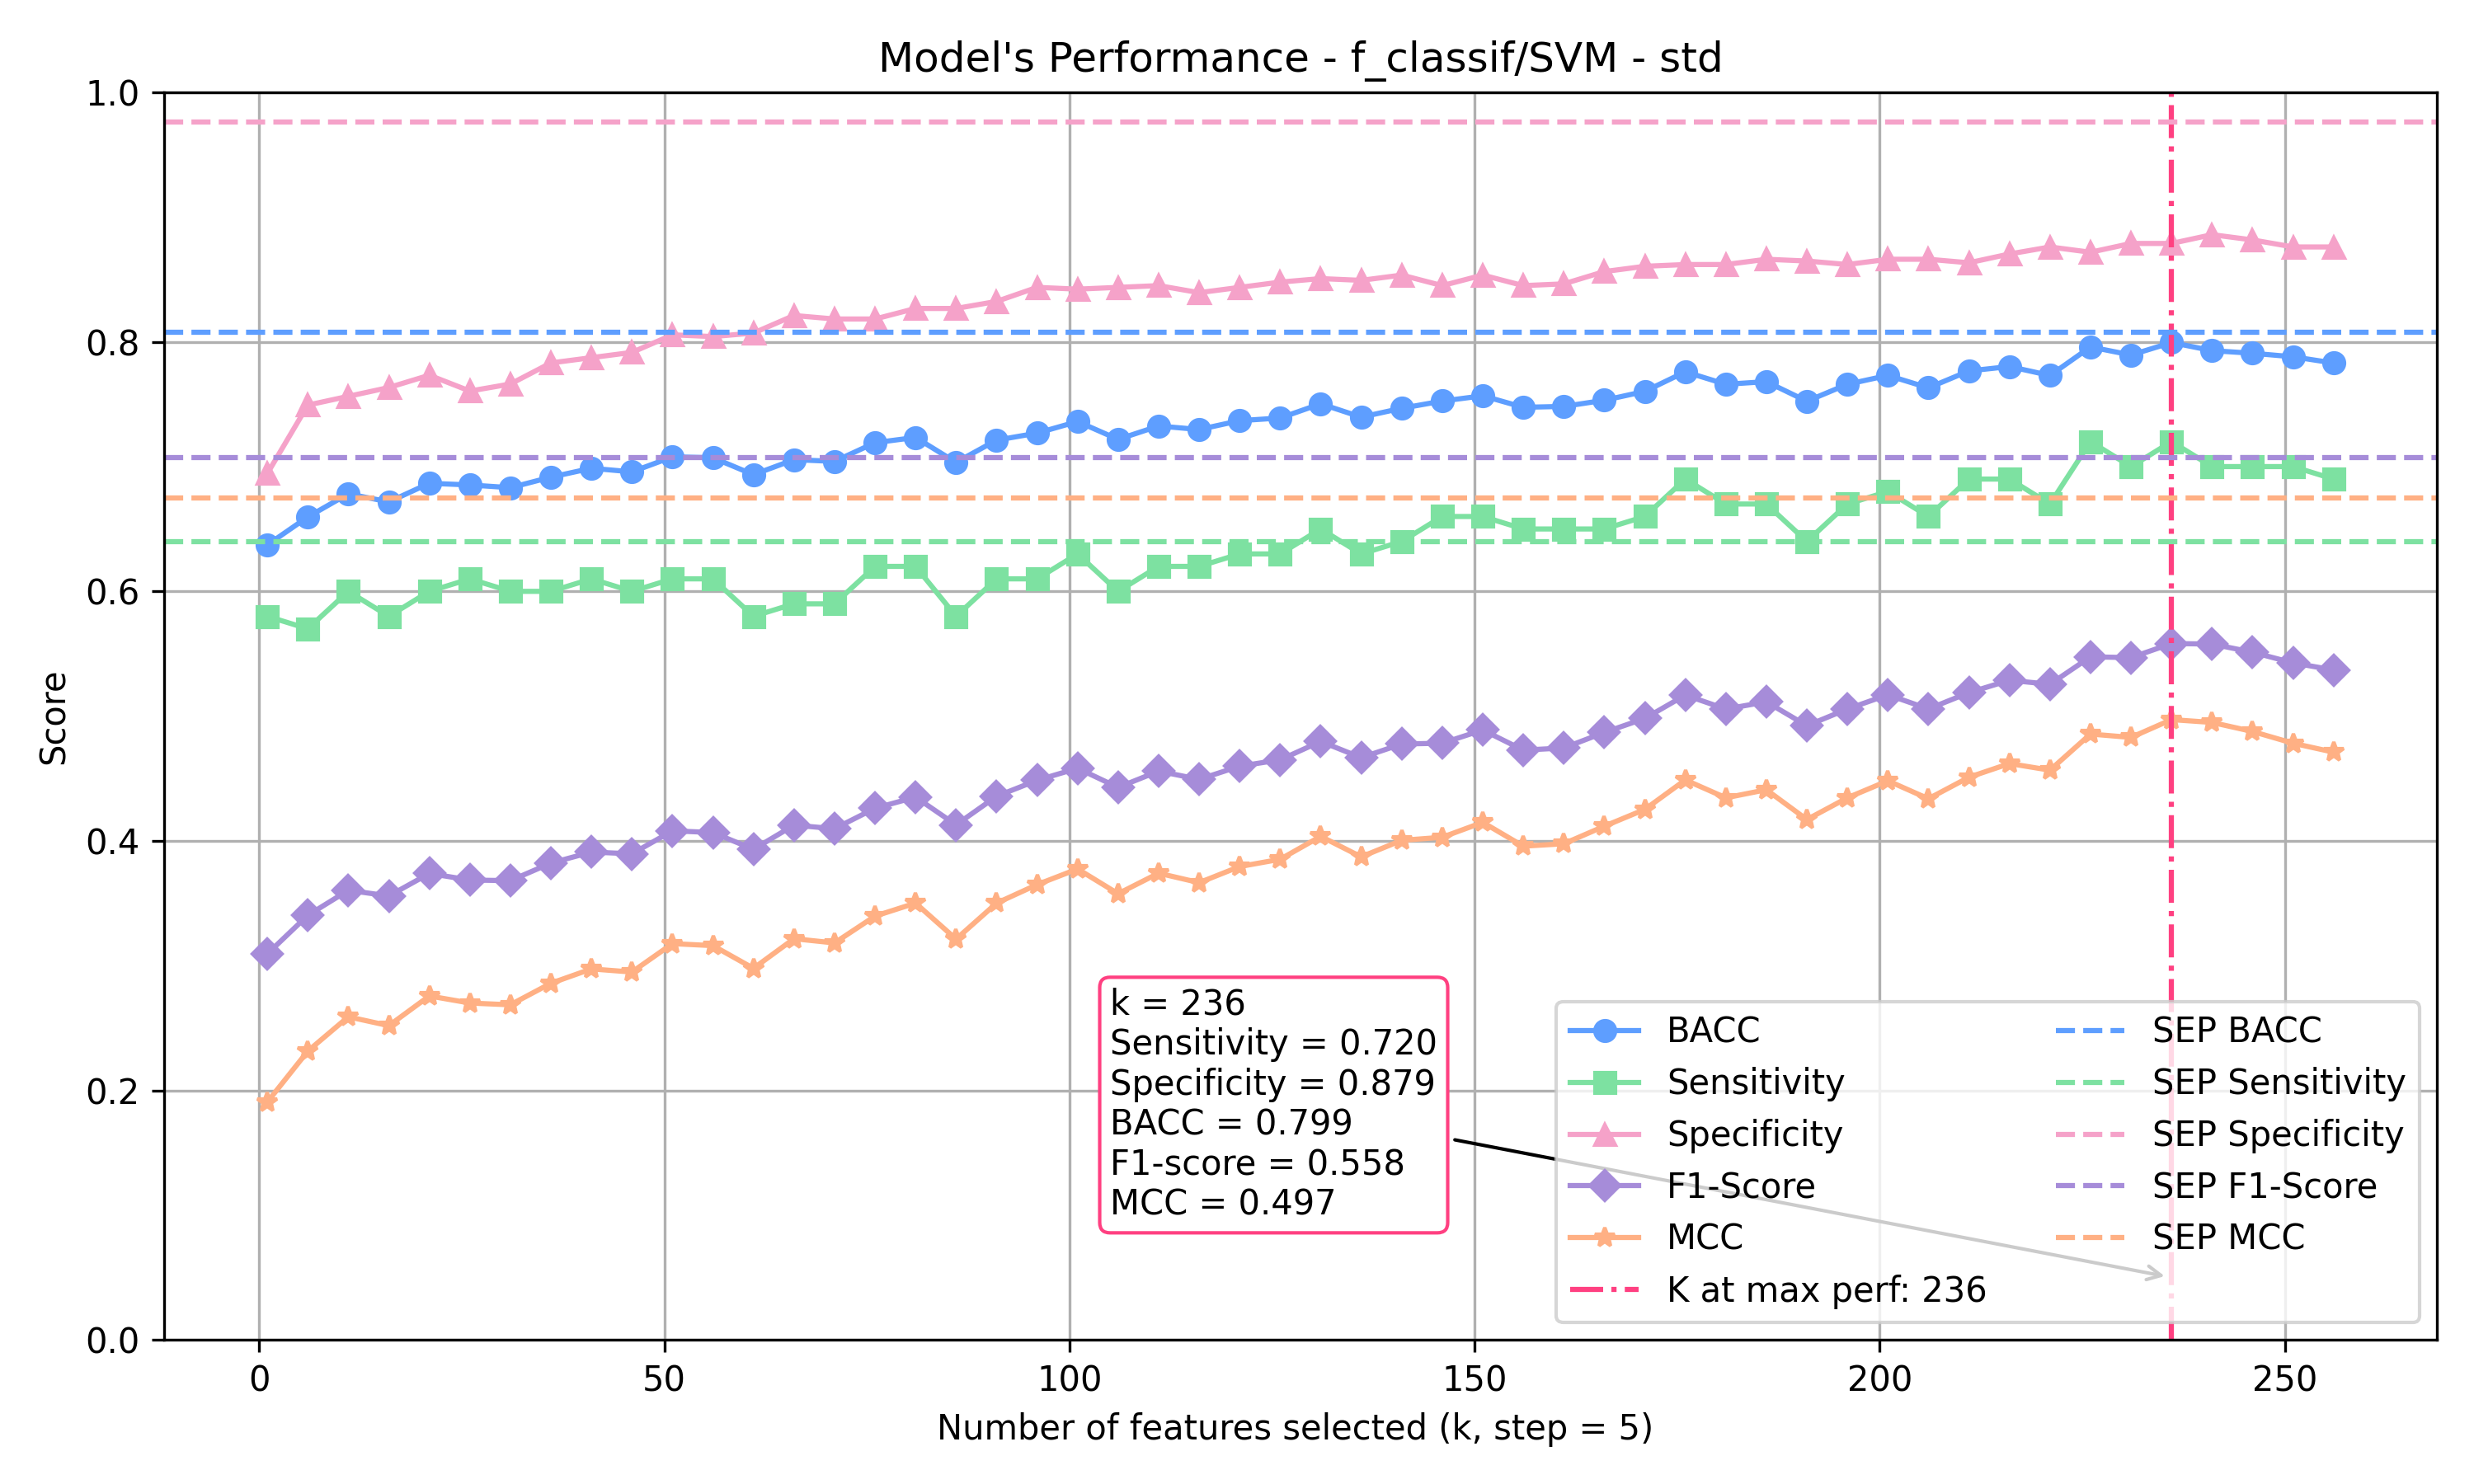 Model's Performance - f_classif/SVM - std
1.0
0.8
0.6
0.4
0.2
0.0
Score
0
50
100
150
200
250
Number of features selected (k, step = 5)
k = 236
Sensitivity = 0.720
Specificity = 0.879
BACC = 0.799
F1-score = 0.558
MCC = 0.497
BACC
Sensitivity
Specificity
F1-Score
MCC
K at max perf: 236
SEP BACC
SEP Sensitivity
SEP Specificity
SEP F1-Score
SEP MCC